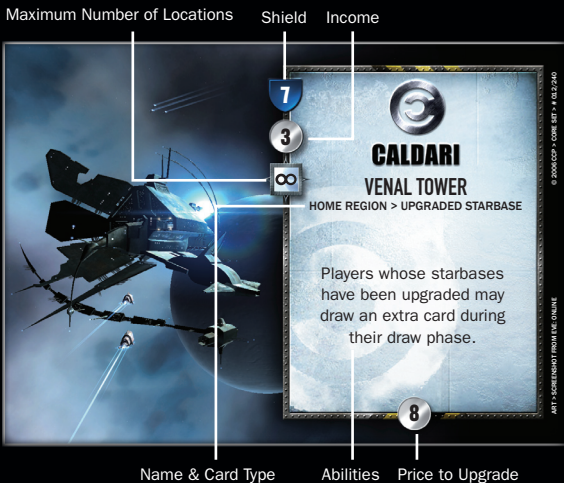 Maximum Number of Locations Shield Income
7
3
∞
CALDARI
VENAL TOWER
HOME REGION > UPGRADED STARBASE
Players whose starbases
have been upgraded may
draw an extra card during
their draw phase.
8
© 2006 CCP > CORE SET > # 012/240
ART > SCREENSHOT FROM EVE: ONLINE
Name & Card Type Abilities Price to Upgrade